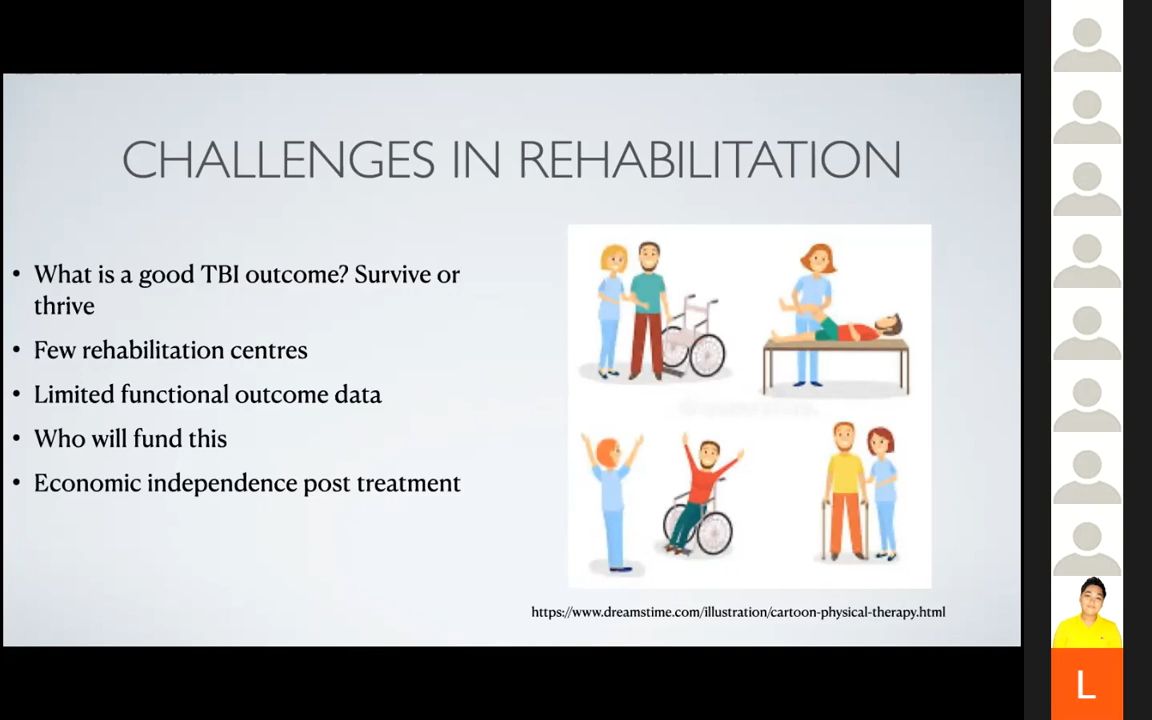 CHALLENGES IN REHABILITATION
• What is a good TBI outcome? Survive or
thrive
• Few rehabilitation centres
• Limited functional outcome data
• Who will fund this
• Economic independence post treatment
https://www.dreamstime.com/illustration/cartoon-physical-therapy.html
L